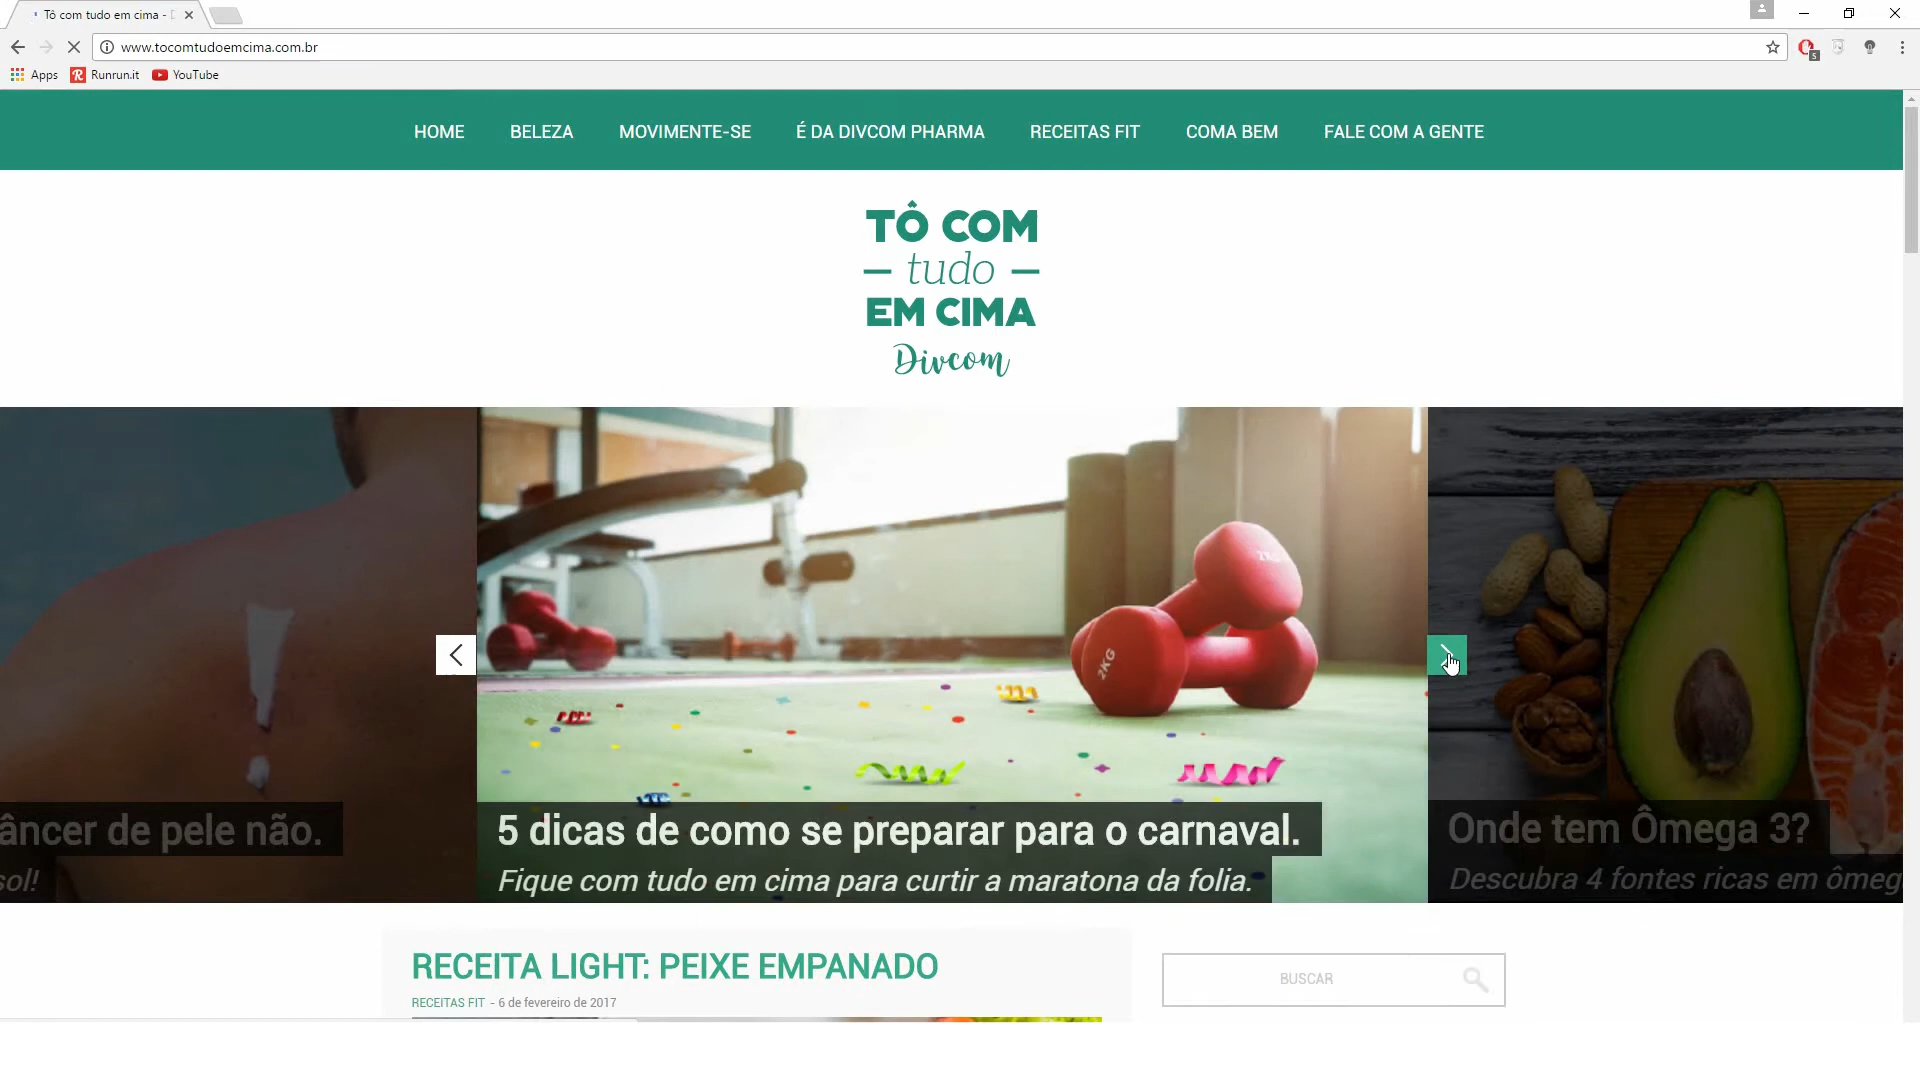 Tô com tudo em cima -
www.tocomtudoemcima.com.br
5
Apps
Runrun.it
YouTube
HOME
BELEZA
MOVIMENTE-SE
É DA DIVCOM PHARMA
RECEITAS FIT
COMA BEM
FALE COM A GENTE
TÔ COM
tudo
EM CIMA
Divcom
2KG
2KG
âncer de pele não.
sol!
5 dicas de como se preparar para o carnaval.
Fique com tudo em cima para curtir a maratona da folia.
Onde tem Ômega 3?
Descubra 4 fontes ricas em ômeg
RECEITA LIGHT: PEIXE EMPANADO
RECEITAS FIT - 6 de fevereiro de 2017
BUSCAR